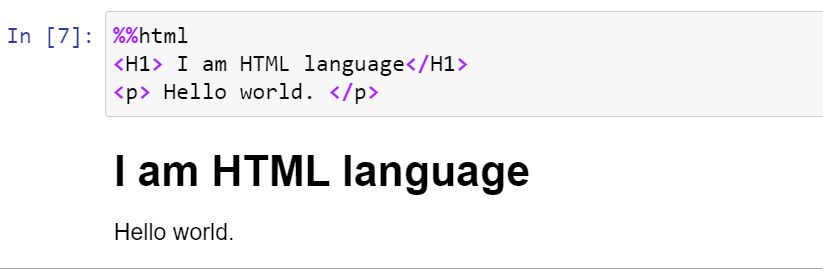 In [7]: %%html
<H1> I am HTML language</H1>
<p> Hello world. </p>
I am HTML language
Hello world.